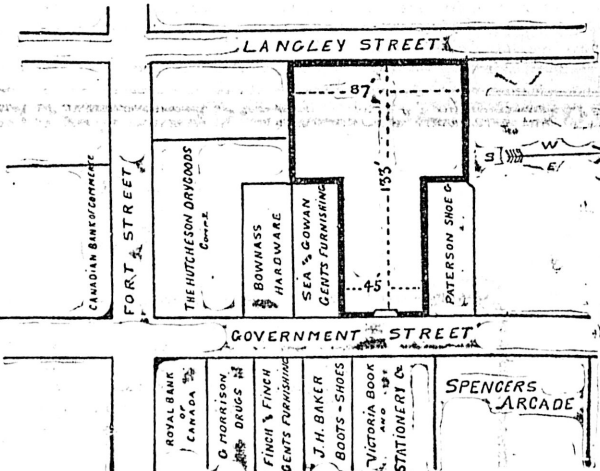 LANGLEY STREET
87'
133'
45
S
W
E
CANADIAN BANK OF COMMERCE
FORT STREET
THE HUTCHESON DRYGOODS
BOWNASS
HARDWARE
SEA & GOWAN
GENTS FURNISHING
PATERSON SHOE Co
GOVERNMENT STREET
ROYAL BANK
OF
CANADA
G MORRISON
DRUGS
FINCH & FINCH
GENTS FURNISHING
J.H. BAKER
BOOTS - SHOES
VICTORIA BOOK
AND
STATIONERY Co
SPENCERS
ARCADE